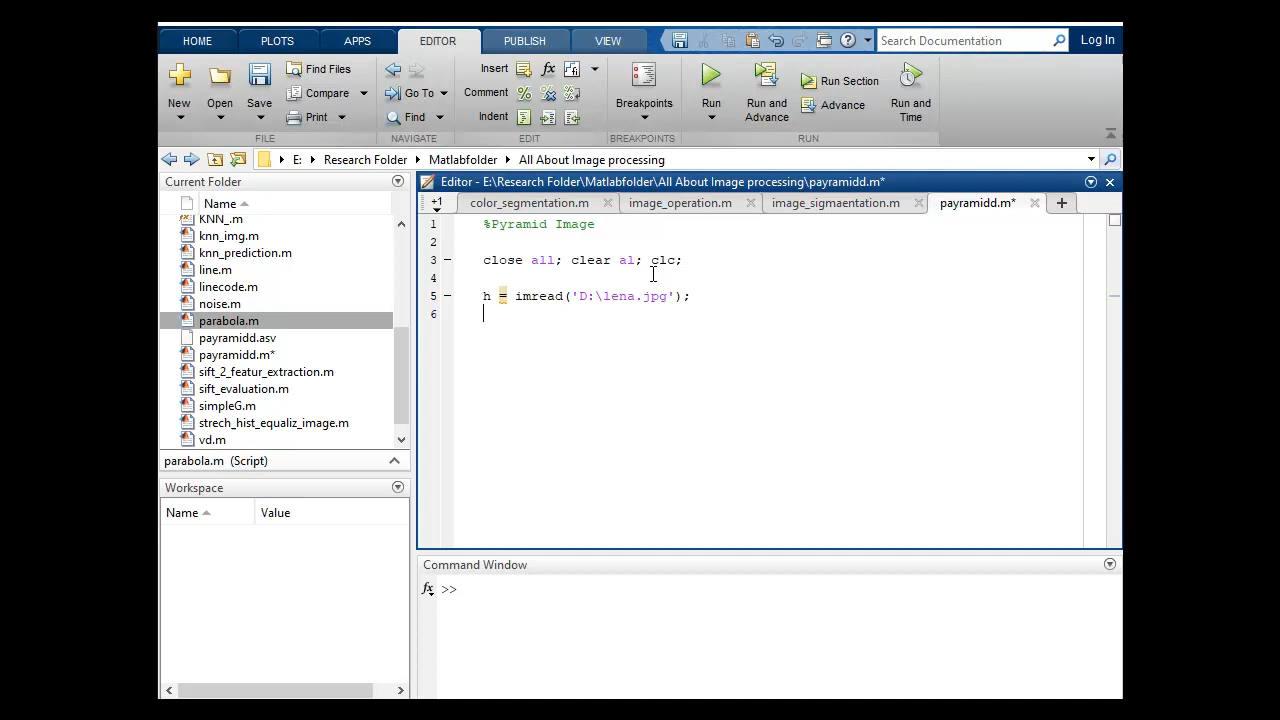 HOME PLOTS APPS EDITOR PUBLISH VIEW Search Documentation Log In
New Open Save Find Files Compare Print
FILE
Go To Find
NAVIGATE
Insert fx
Comment
Indent
EDIT
Breakpoints
BREAKPOINTS
Run Run and Advance Run Section Advance Run and Time
RUN
E: Research Folder Matlabfolder All About Image processing
Current Folder
Name
KNN_.m
knn_img.m
knn_prediction.m
line.m
linecode.m
noise.m
parabola.m
payramidd.asv
payramidd.m*
sift_2_featur_extraction.m
sift_evaluation.m
simpleG.m
strech_hist_equaliz_image.m
vd.m
parabola.m (Script)
Workspace
Name Value
Editor - E:\Research Folder\Matlabfolder\All About Image processing\payramidd.m*
+1 color_segmentation.m image_operation.m image_sigmaentation.m payramidd.m*
1 %Pyramid Image
2
3 – close all; clear al; clc;
4
5 – h = imread('D:\lena.jpg');
6
Command Window
fx >>